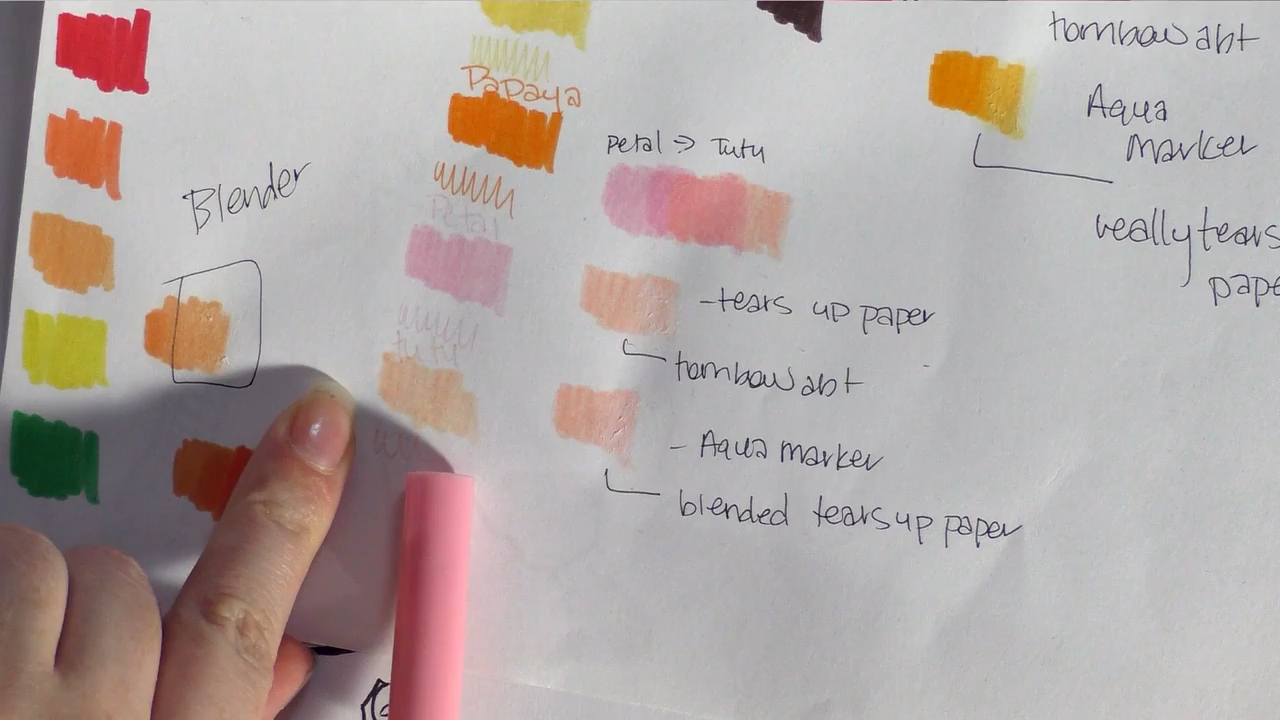 tombow abt
Papaya
Aqua
marker
Petal → Tutu
Blender
Petal
really tears
pape
- tears up paper
tutu
tombow abt
- Aqua marker
blended tears up paper